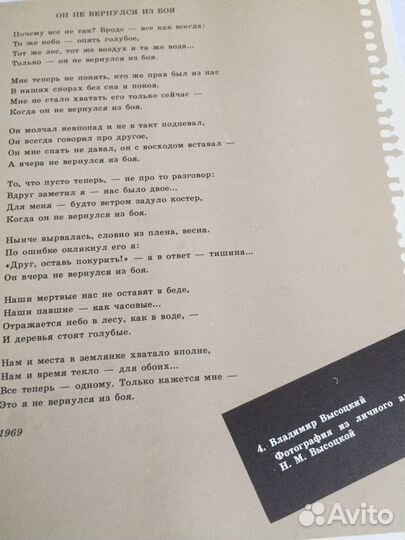 ОН НЕ ВЕРНУЛСЯ ИЗ БОЯ
Почему все не так? Вроде — все как всегда:
То же небо — опять голубое,
Тот же лес, тот же воздух и та же вода...
Только — он не вернулся из боя.
Мне теперь не понять, кто же прав был из нас
В наших спорах без сна и покоя.
Мне не стало хватать его только сейчас —
Когда он не вернулся из боя.
Он молчал невпопад и не в такт подпевал,
Он всегда говорил про другое,
Он мне спать не давал, он с восходом вставал —
А вчера не вернулся из боя.
То, что пусто теперь, — не про то разговор:
Вдруг заметил я — нас было двое...
Для меня — будто ветром задуло костер,
Когда он не вернулся из боя.
Нынче вырвалась, словно из плена, весна.
По ошибке окликнул его я:
«Друг, оставь покурить!» — а в ответ — тишина...
Он вчера не вернулся из боя.
Наши мертвые нас не оставят в беде,
Наши павшие — как часовые...
Отражается небо в лесу, как в воде, —
И деревья стоят голубые.
Нам и места в землянке хватало вполне,
Нам и время текло — для обоих...
Все теперь — одному. Только кажется мне —
Это я не вернулся из боя.
1969
4. Владимир Высоцкий
Фотография из личного
Н. М. Высоцкой
Avito